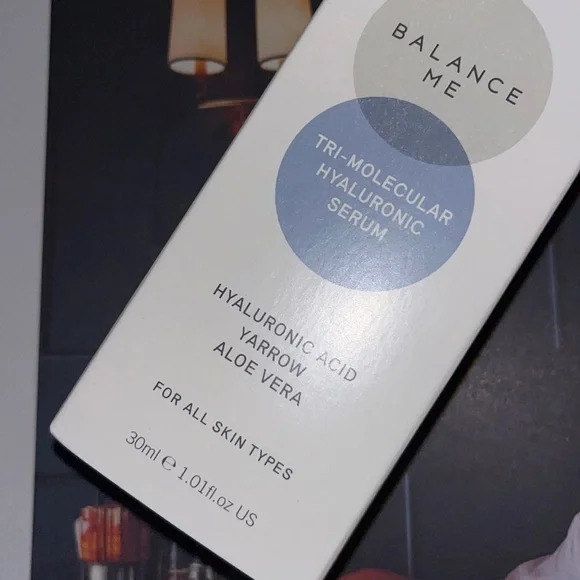 BALANCE
ME
TRI-MOLECULAR
HYALURONIC
SERUM
HYALURONIC ACID
YARROW
ALOE VERA
FOR ALL SKIN TYPES
30ml ℮ 1.01fl.oz US